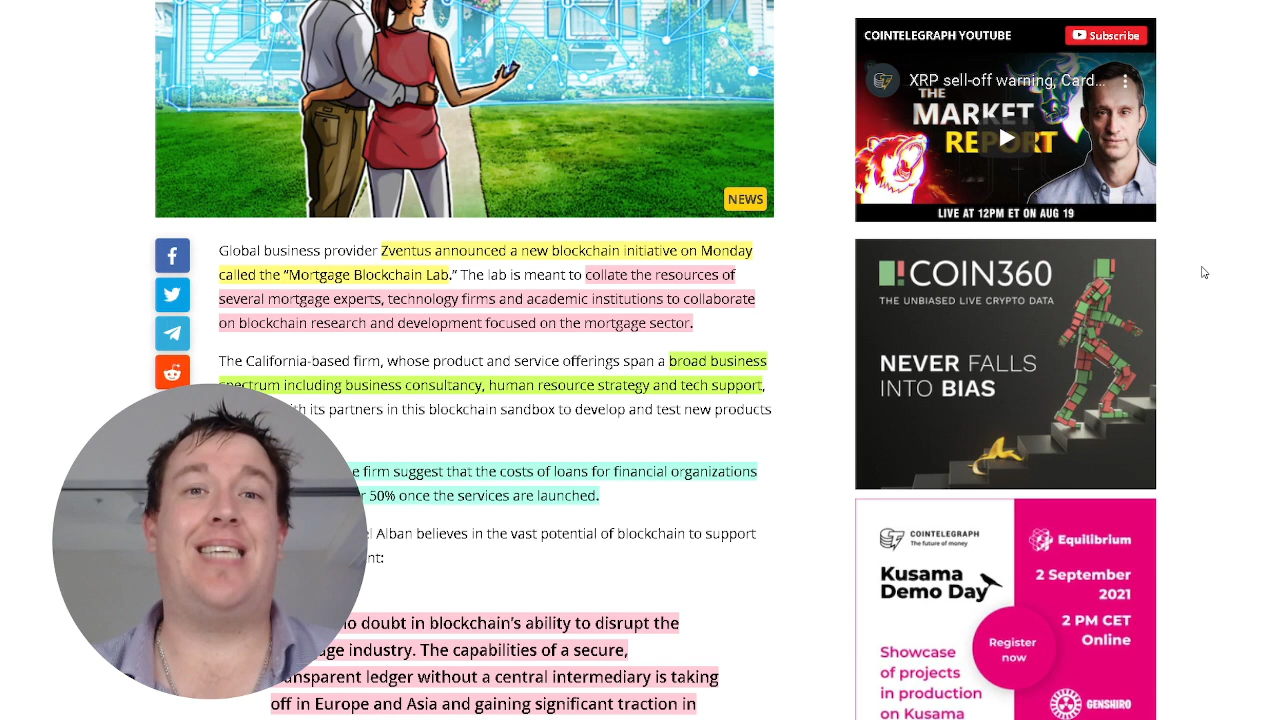 NEWS
Global business provider Zventus announced a new blockchain initiative on Monday
called the “Mortgage Blockchain Lab.” The lab is meant to collate the resources of
several mortgage experts, technology firms and academic institutions to collaborate
on blockchain research and development focused on the mortgage sector.
The California-based firm, whose product and service offerings span a broad business
spectrum including business consultancy, human resource strategy and tech support,
with its partners in this blockchain sandbox to develop and test new products
firm suggest that the costs of loans for financial organizations
50% once the services are launched.
Alban believes in the vast potential of blockchain to support
no doubt in blockchain’s ability to disrupt the
industry. The capabilities of a secure,
transparent ledger without a central intermediary is taking
off in Europe and Asia and gaining significant traction in
COINTELEGRAPH YOUTUBE
Subscribe
XRP sell-off warning, Card...
THE
MARKET
REPORT
LIVE AT 12PM ET ON AUG 19
COIN360
THE UNBIASED LIVE CRYPTO DATA
NEVER FALLS
INTO BIAS
COINTELEGRAPH
The future of money
Equilibrium
Kusama
Demo Day
2 September
2021
2 PM CET
Online
Register
now
Showcase
of projects
in production
on Kusama
GENSHIRO